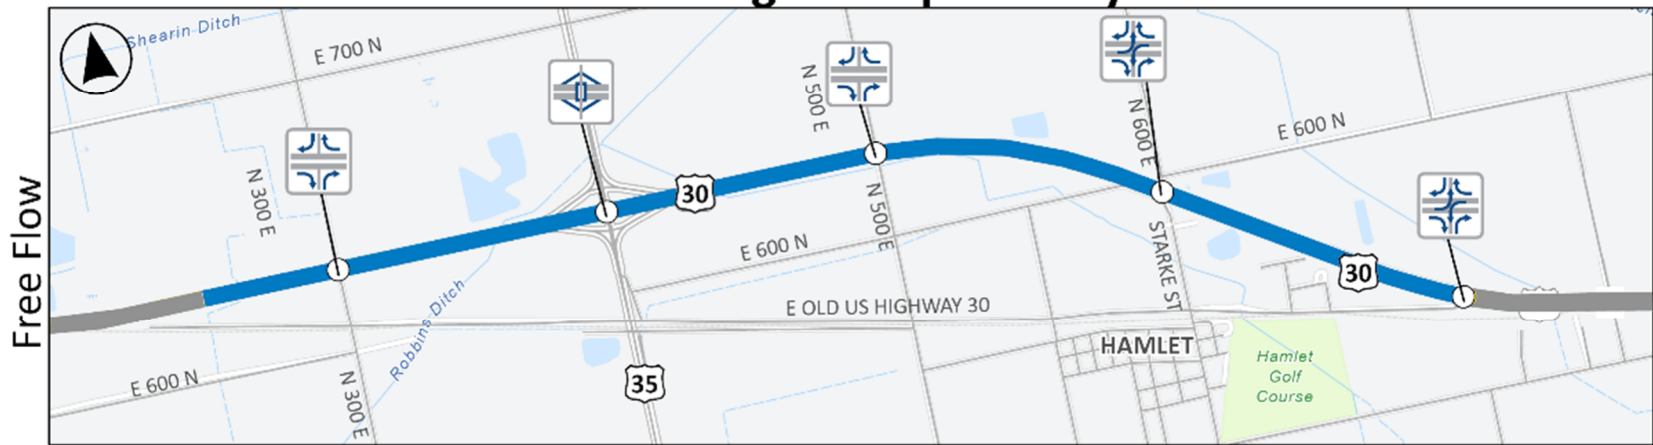 Shearin Ditch
E 700 N
N 500 E
N 600 E
E 600 N
N 300 E
30
N 500 E
Free Flow
E 600 N
STARKE ST
30
Robbins Ditch
E OLD US HIGHWAY 30
HAMLET
E 600 N
N 300 E
35
Hamlet
Golf
Course